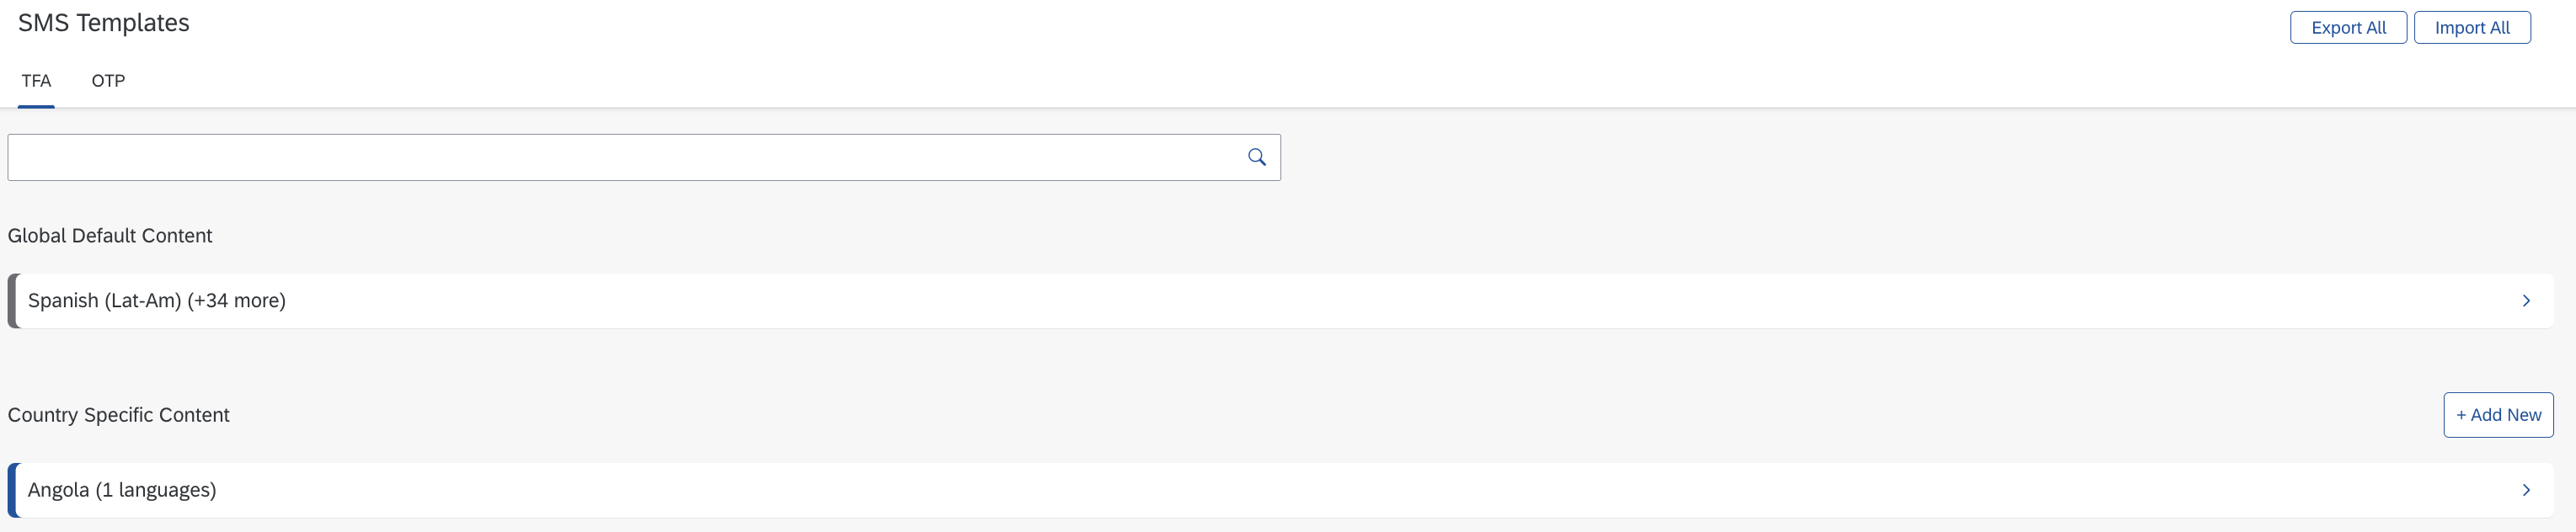 SMS Templates
Export All
Import All
TFA
OTP
Global Default Content
Spanish (Lat-Am) (+34 more)
Country Specific Content
+ Add New
Angola (1 languages)